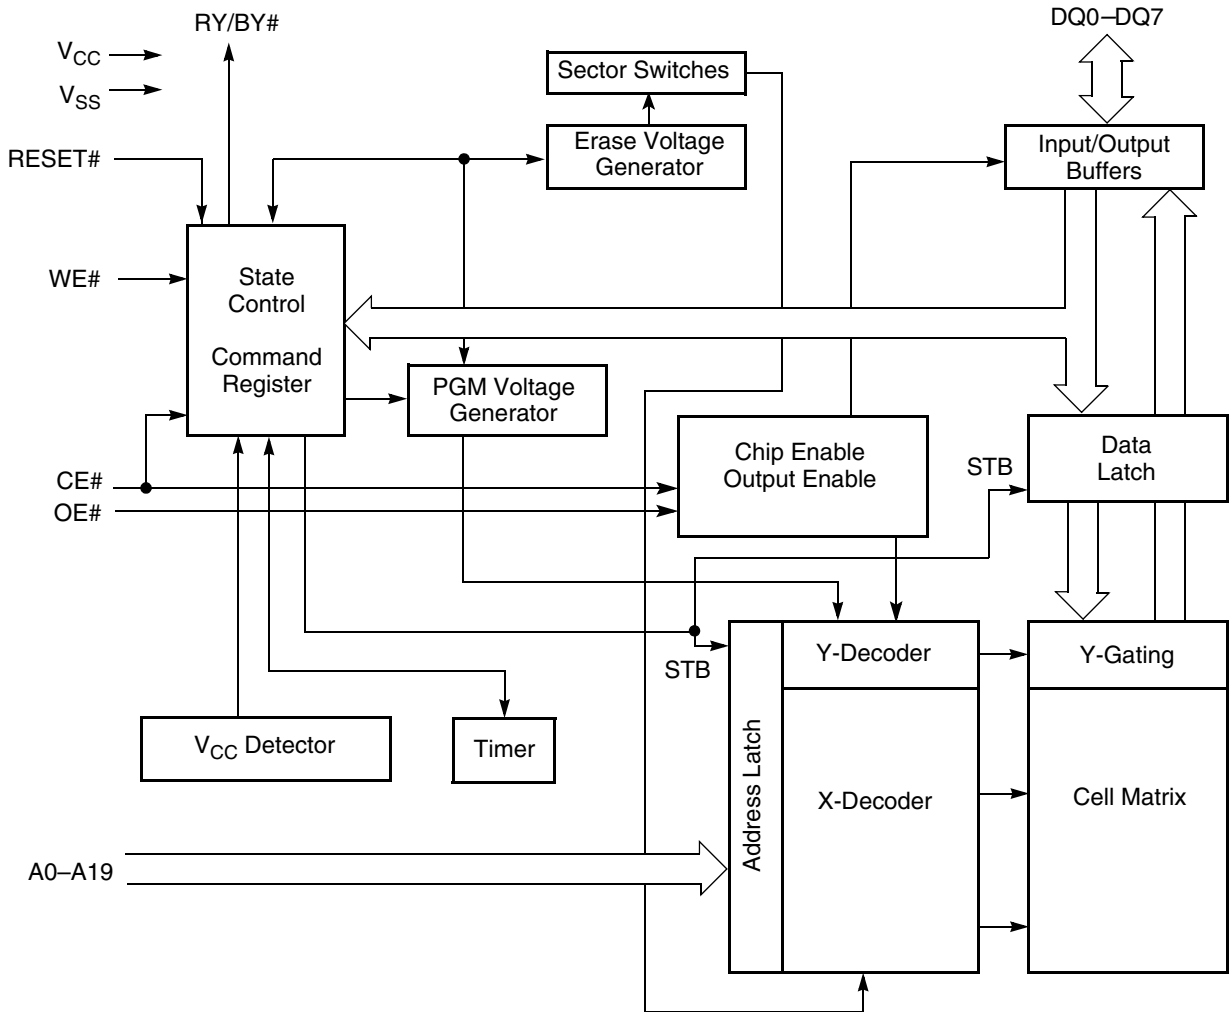 RY/BY#
DQ0–DQ7
VCC
VSS
Sector Switches
RESET#
Erase Voltage
Generator
Input/Output
Buffers
WE#
State
Control
Command
Register
PGM Voltage
Generator
Chip Enable
Output Enable
STB
Data
Latch
CE#
OE#
STB
Y-Decoder
Y-Gating
VCC Detector
Timer
Address Latch
X-Decoder
Cell Matrix
A0–A19